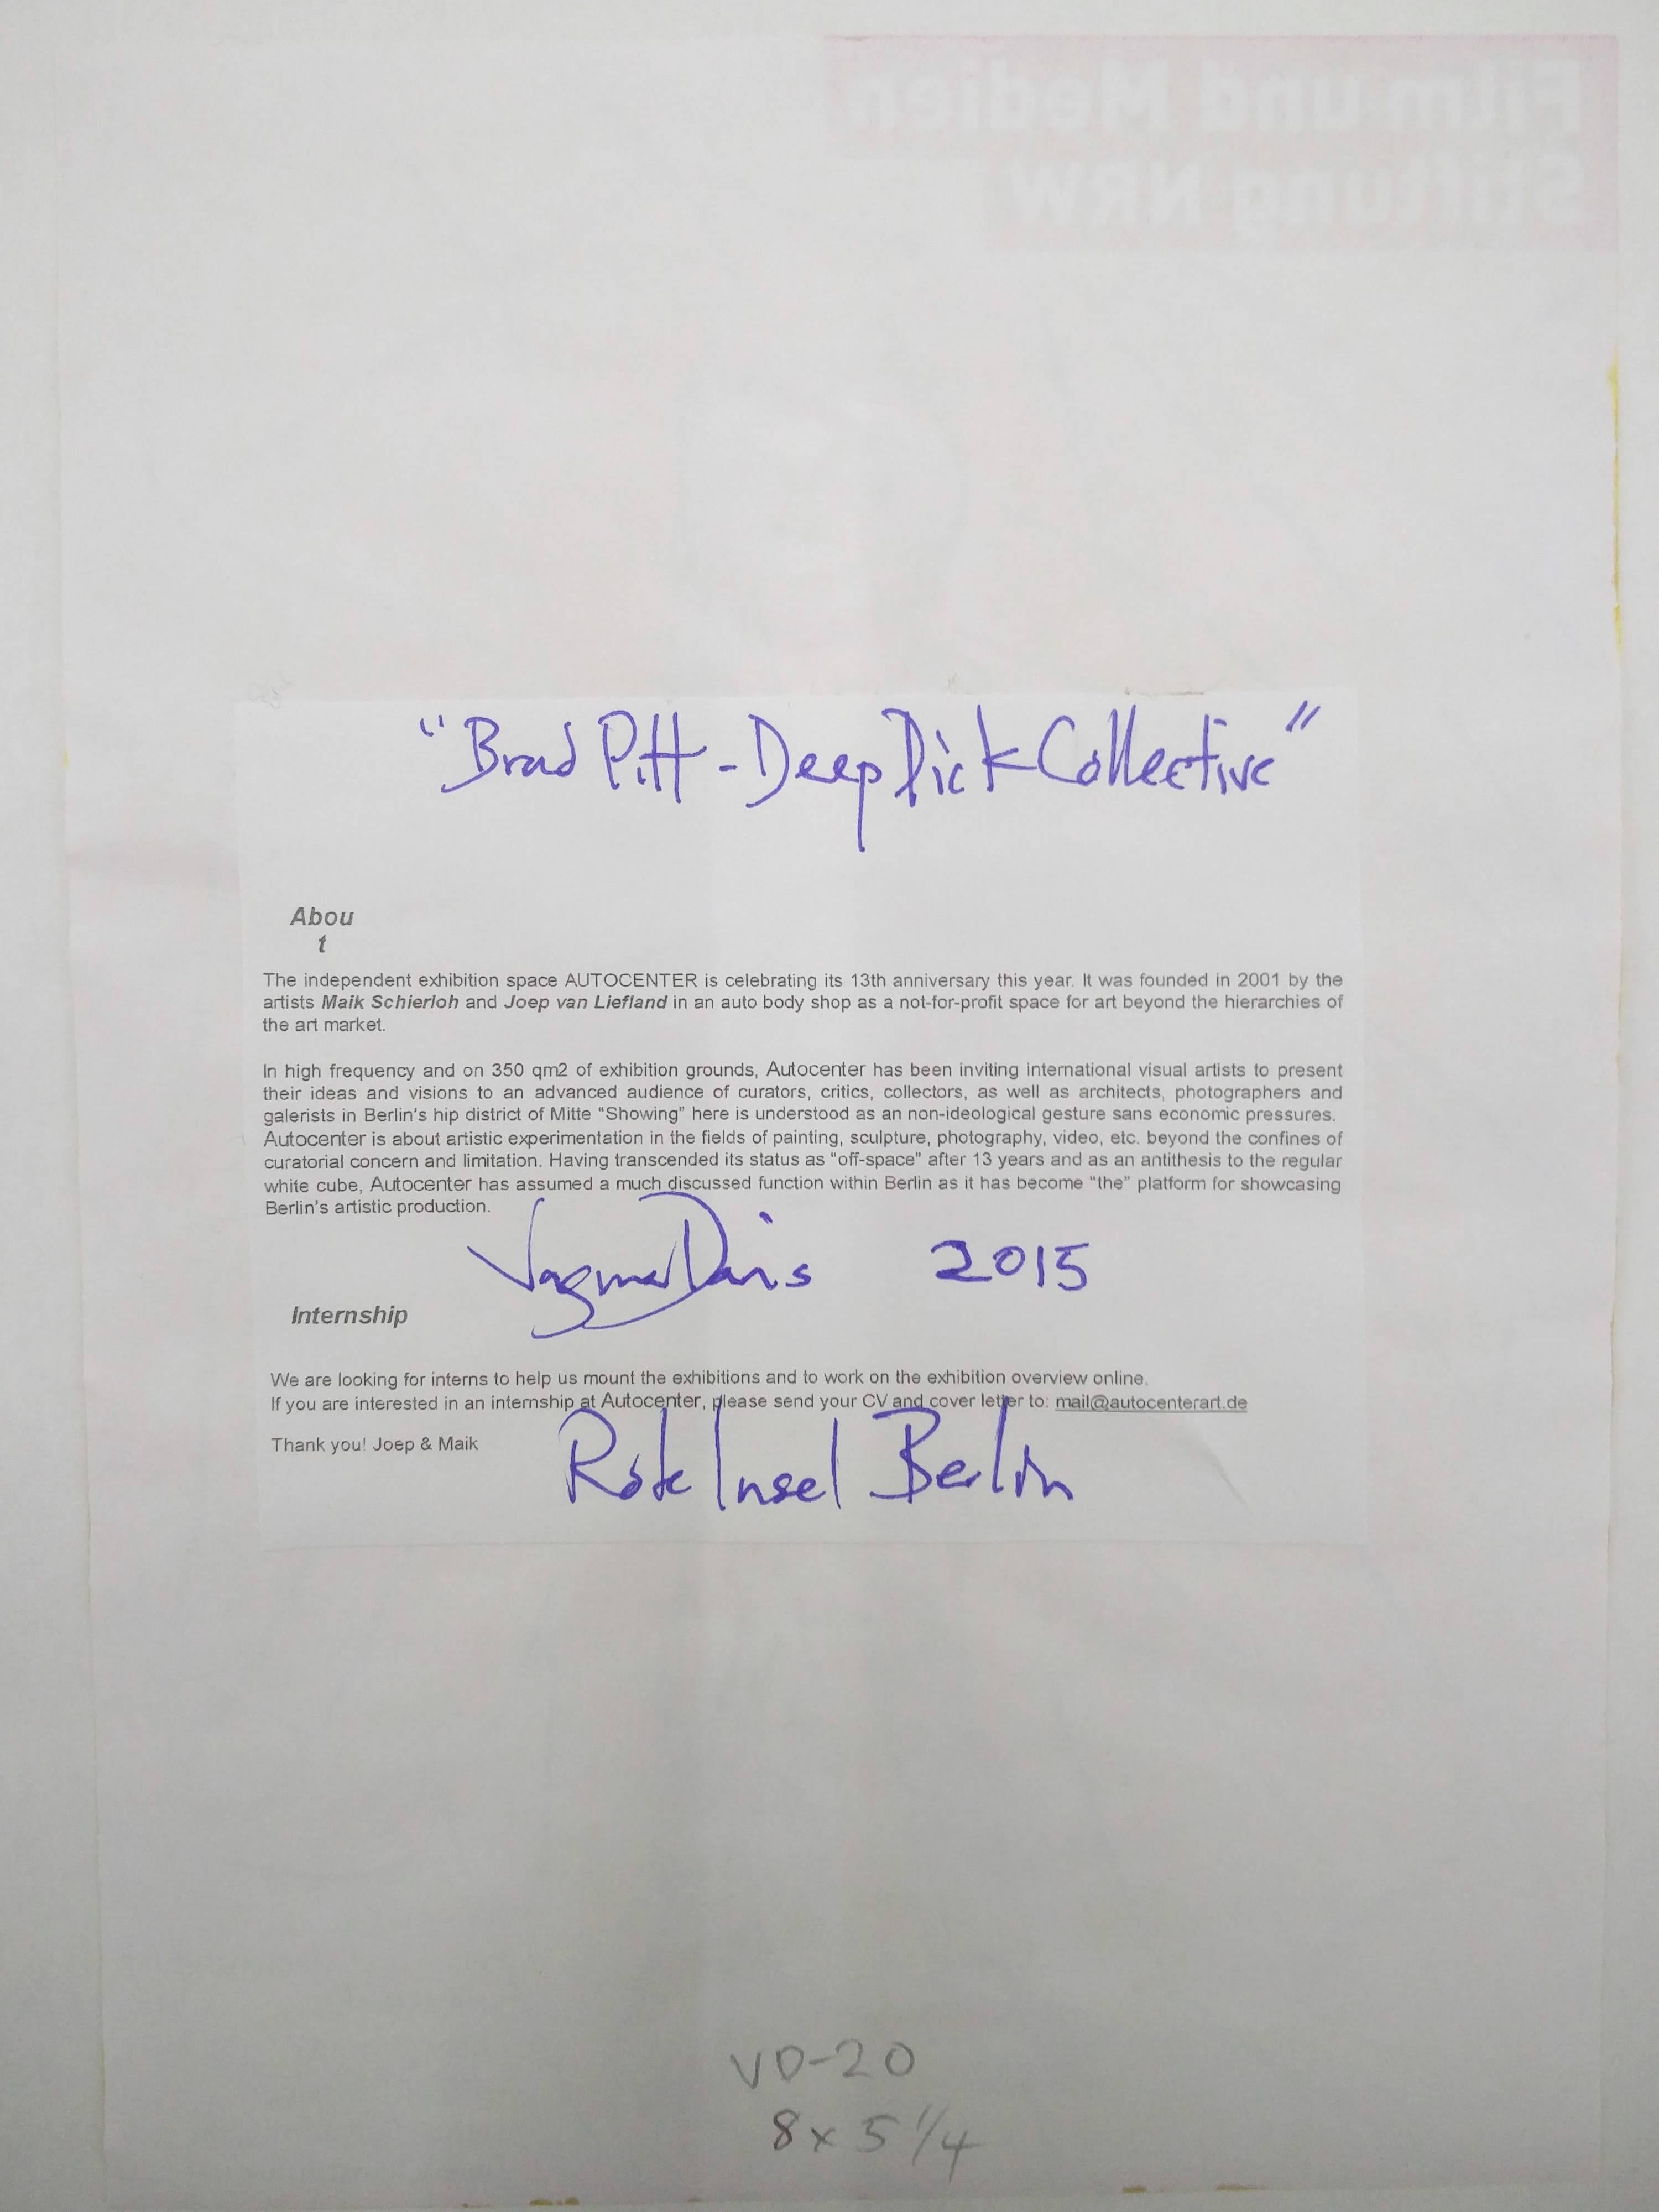 Film und Medien
Stiftung NRW
"Brad Pitt - Deep Dick Collective"
Abou
t
The independent exhibition space AUTOCENTER is celebrating its 13th anniversary this year. It was founded in 2001 by the
artists Maik Schierloh and Joep van Liefland in an auto body shop as a not-for-profit space for art beyond the hierarchies of
the art market.
In high frequency and on 350 qm2 of exhibition grounds, Autocenter has been inviting international visual artists to present
their ideas and visions to an advanced audience of curators, critics, collectors, as well as architects, photographers and
galerists in Berlin's hip district of Mitte "Showing" here is understood as an non-ideological gesture sans economic pressures.
Autocenter is about artistic experimentation in the fields of painting, sculpture, photography, video, etc. beyond the confines of
curatorial concern and limitation. Having transcended its status as "off-space" after 13 years and as an antithesis to the regular
white cube, Autocenter has assumed a much discussed function within Berlin as it has become "the" platform for showcasing
Berlin's artistic production.
Vaginal Davis 2015
Internship
We are looking for interns to help us mount the exhibitions and to work on the exhibition overview online.
If you are interested in an internship at Autocenter, please send your CV and cover letter to: mail@autocenterart.de
Thank you! Joep & Maik
Rote Insel Berlin
VD-20
8 x 5 1/4